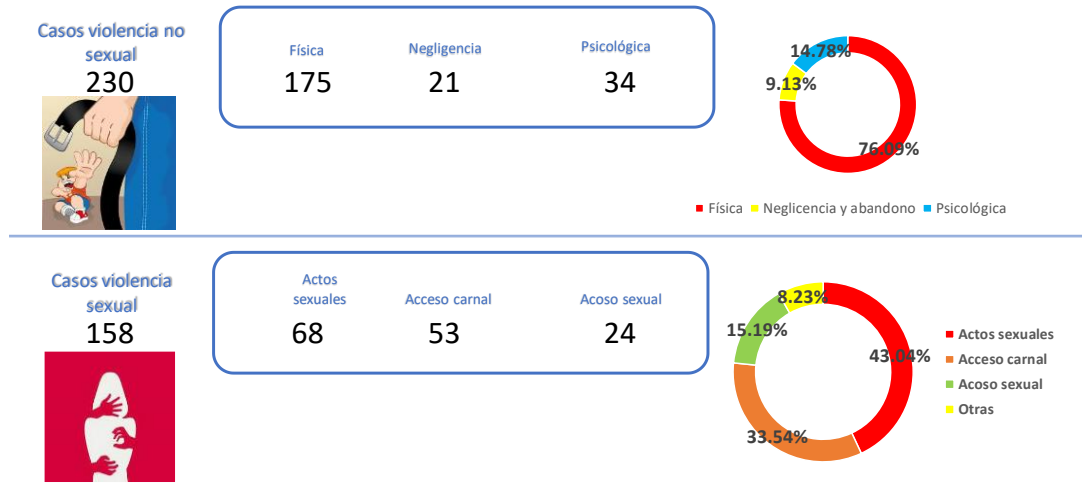 Casos violencia no
sexual
230
Física
Negligencia
Psicológica
175
21
34
14.78%
9.13%
76.09%
Física
Neglicencia y abandono
Psicológica
Casos violencia
sexual
158
Actos
sexuales
Acceso carnal
Acoso sexual
68
53
24
8.23%
15.19%
43.04%
33.54%
Actos sexuales
Acceso carnal
Acoso sexual
Otras